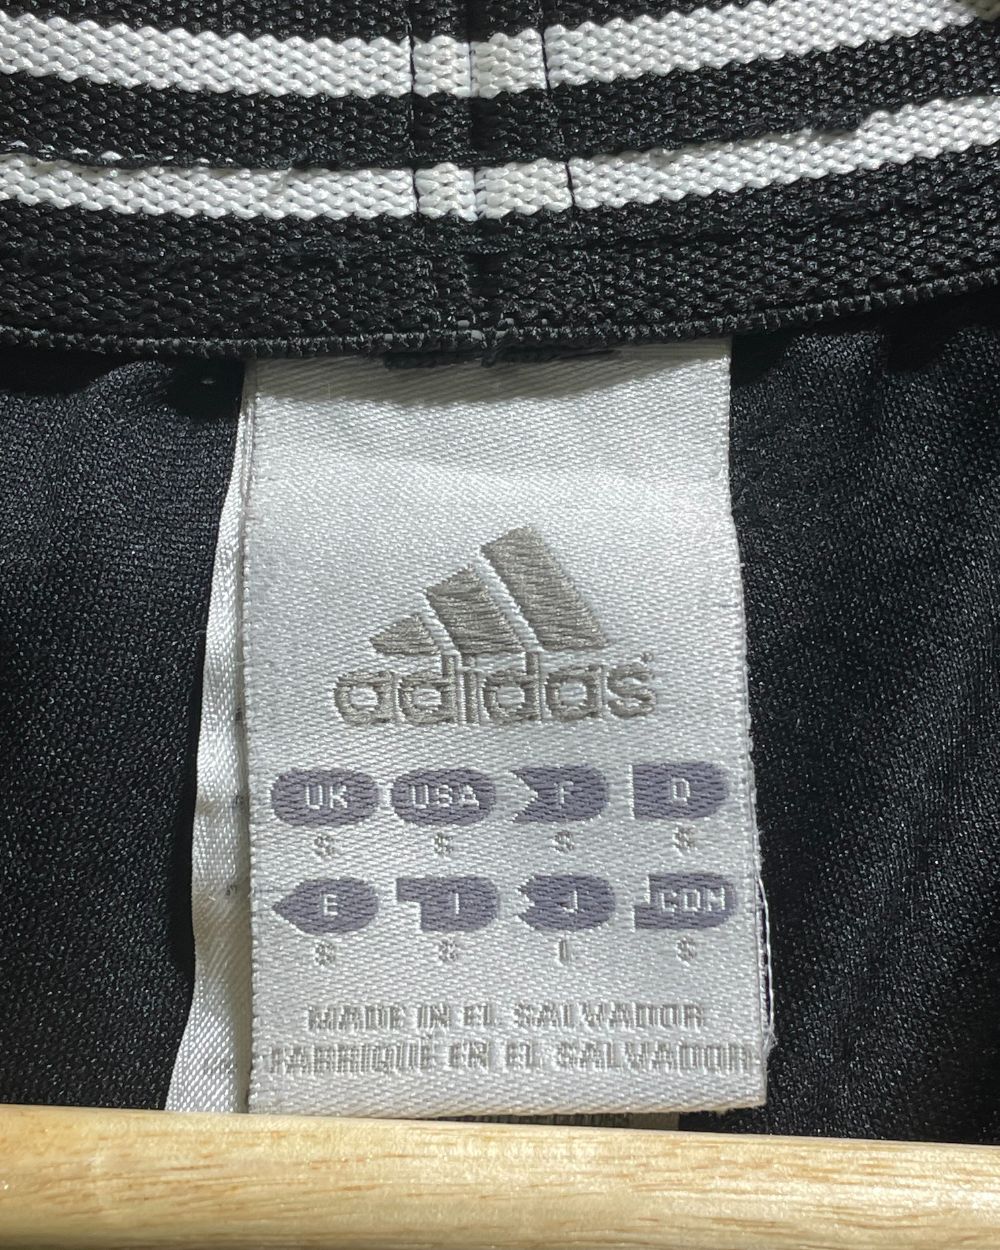 adidas
UK USA F D
S S S S
E I J .COM
S S L S
MADE IN EL SALVADOR
FABRIQUE EN EL SALVADOR